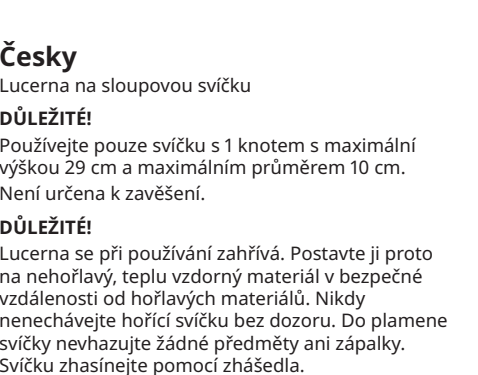 Česky
Lucerna na sloupovou svíčku
DŮLEŽITÉ!
Používejte pouze svíčku s 1 knotem s maximální
výškou 29 cm a maximálním průměrem 10 cm.
Není určena k zavěšení.
DŮLEŽITÉ!
Lucerna se při používání zahřívá. Postavte ji proto
na nehořlavý, teplu vzdorný materiál v bezpečné
vzdálenosti od hořlavých materiálů. Nikdy
nenechávejte hořící svíčku bez dozoru. Do plamene
svíčky nevhazujte žádné předměty ani zápalky.
Svíčku zhasínejte pomocí zhášedla.